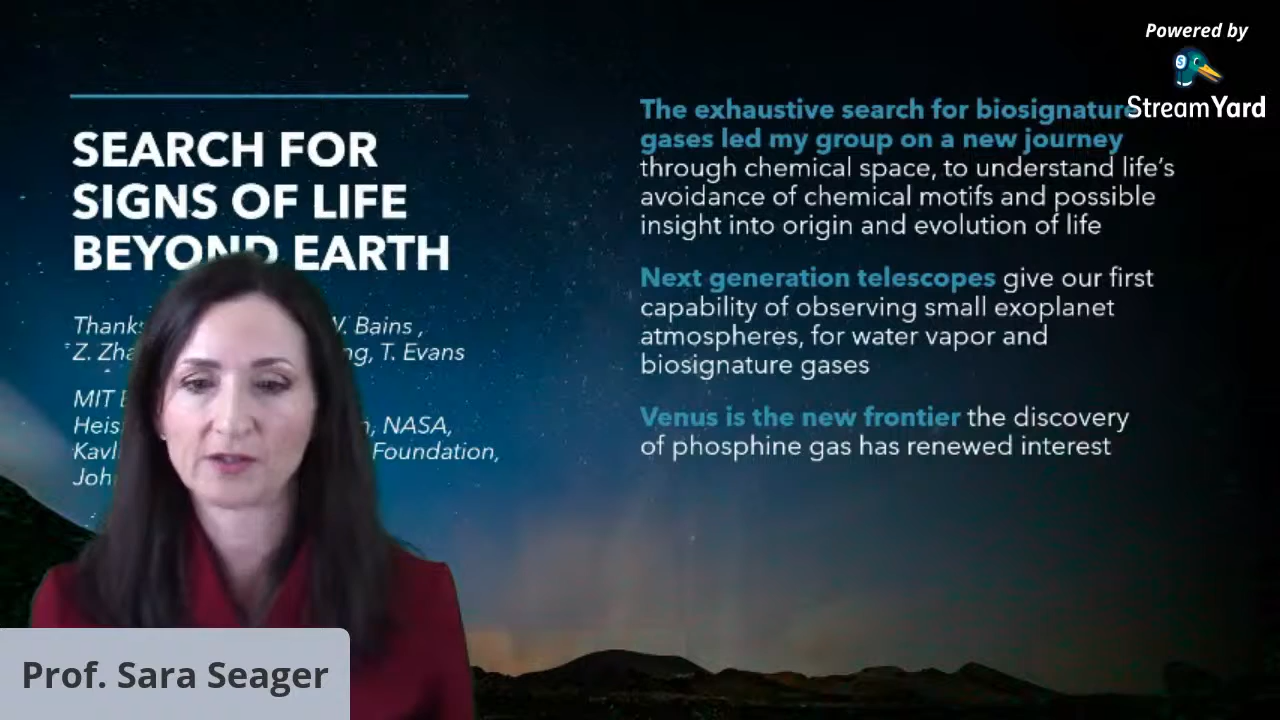 Powered by
StreamYard
SEARCH FOR
SIGNS OF LIFE
BEYOND EARTH
Thanks W. Bains ,
Z. Zha ng, T. Evans
MIT
Heis n, NASA,
Kavl Foundation,
Joh
The exhaustive search for biosignature
gases led my group on a new journey
through chemical space, to understand life’s
avoidance of chemical motifs and possible
insight into origin and evolution of life
Next generation telescopes give our first
capability of observing small exoplanet
atmospheres, for water vapor and
biosignature gases
Venus is the new frontier the discovery
of phosphine gas has renewed interest
Prof. Sara Seager